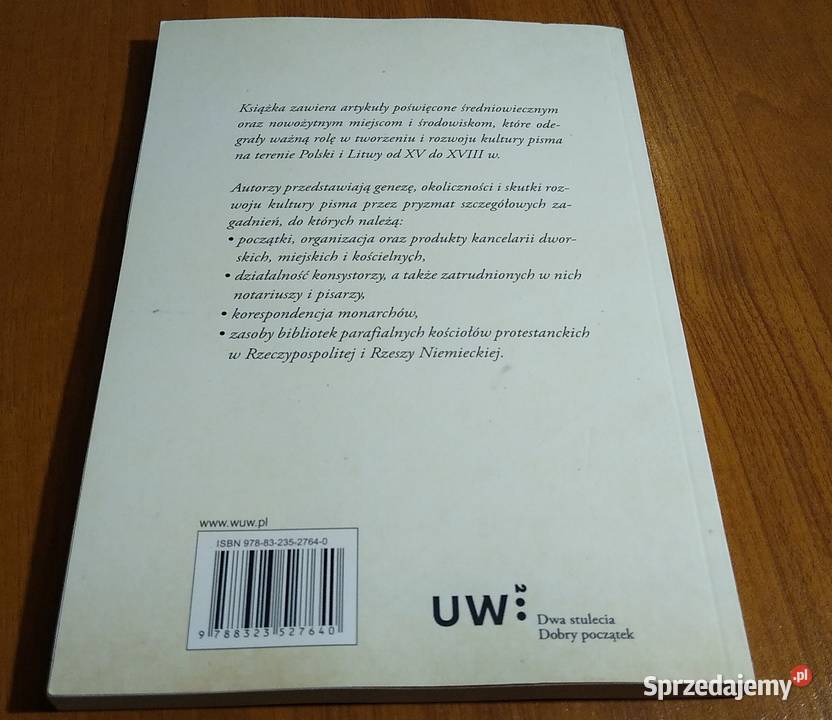 Książka zawiera artykuły poświęcone średniowiecznym
oraz nowożytnym miejscom i środowiskom, które ode-
grały ważną rolę w tworzeniu i rozwoju kultury pisma
na terenie Polski i Litwy od XV do XVIII w.
Autorzy przedstawiają genezę, okoliczności i skutki roz-
woju kultury pisma przez pryzmat szczegółowych za-
gadnień, do których należą:
• początki, organizacja oraz produkty kancelarii dwor-
skich, miejskich i kościelnych,
• działalność konsystorzy, a także zatrudnionych w nich
notariuszy i pisarzy,
• korespondencja monarchów,
• zasoby bibliotek parafialnych kościołów protestanckich
w Rzeczypospolitej i Rzeszy Niemieckiej.
www.wuw.pl
ISBN 978-83-235-2764-0
9 788323 527640
UW 2
Dwa stulecia
Dobry początek
Sprzedajemy.pl